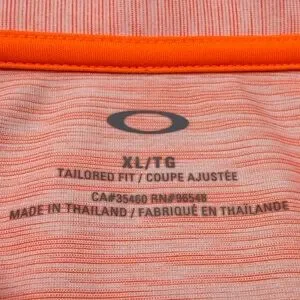 XL/TG
TAILORED FIT / COUPE AJUSTÉE
CA#35460 RN#96548
MADE IN THAILAND / FABRIQUÉ EN THAÏLANDE